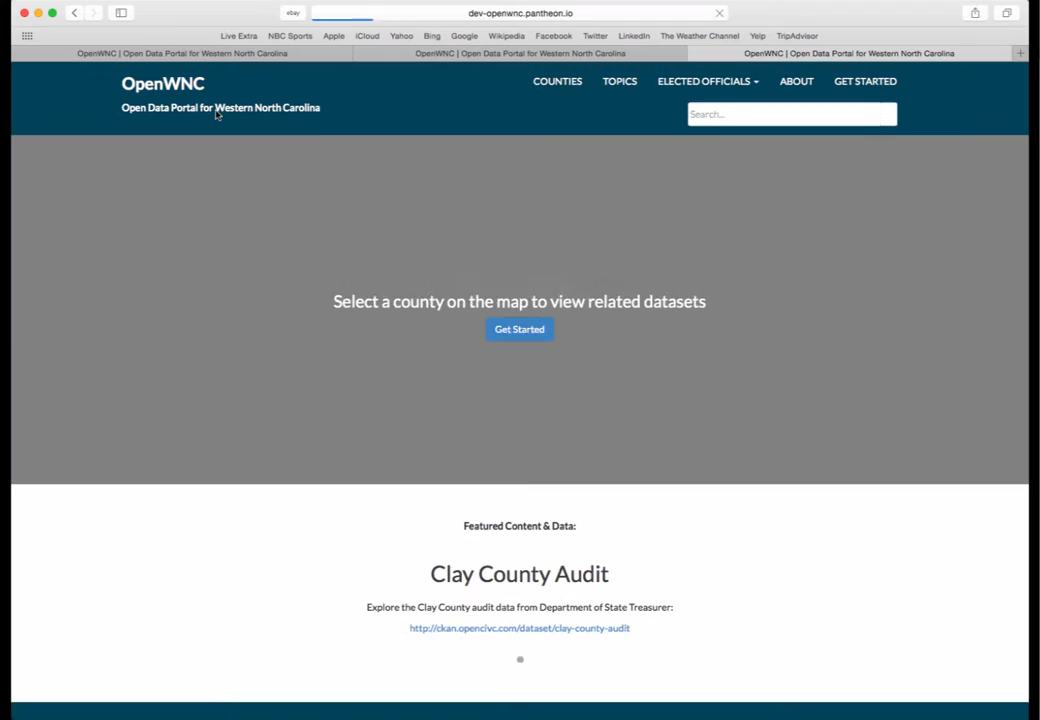 ebay
dev-openwnc.pantheon.io
Live Extra NBC Sports Apple iCloud Yahoo Bing Google Wikipedia Facebook Twitter LinkedIn The Weather Channel Yelp TripAdvisor
OpenWNC | Open Data Portal for Western North Carolina OpenWNC | Open Data Portal for Western North Carolina OpenWNC | Open Data Portal for Western North Carolina
OpenWNC
COUNTIES TOPICS ELECTED OFFICIALS ABOUT GET STARTED
Open Data Portal for Western North Carolina
Search...
Select a county on the map to view related datasets
Get Started
Featured Content & Data:
Clay County Audit
Explore the Clay County audit data from Department of State Treasurer:
http://ckan.opencivc.com/dataset/clay-county-audit